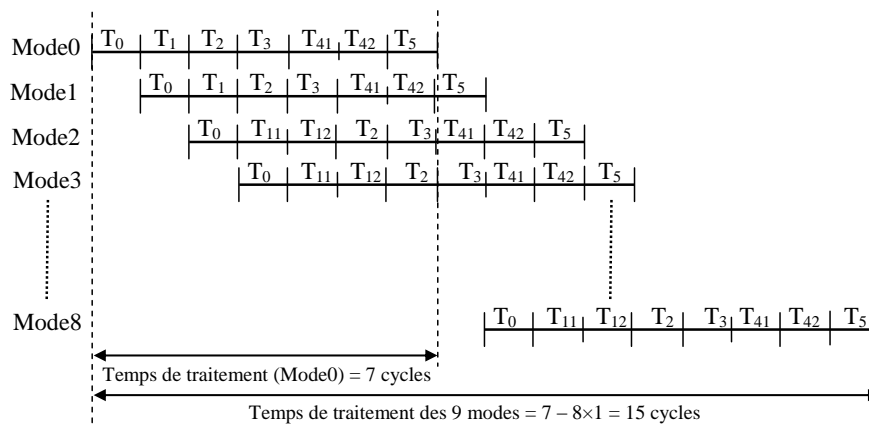 Mode0 T₀ T₁ T₂ T₃ T₄₁ T₄₂ T₅
Mode1 T₀ T₁ T₂ T₃ T₄₁ T₄₂ T₅
Mode2 T₀ T₁₁ T₁₂ T₂ T₃ T₄₁ T₄₂ T₅
Mode3 T₀ T₁₁ T₁₂ T₂ T₃ T₄₁ T₄₂ T₅
Mode8 T₀ T₁₁ T₁₂ T₂ T₃ T₄₁ T₄₂ T₅
Temps de traitement (Mode0) = 7 cycles
Temps de traitement des 9 modes = 7 – 8×1 = 15 cycles